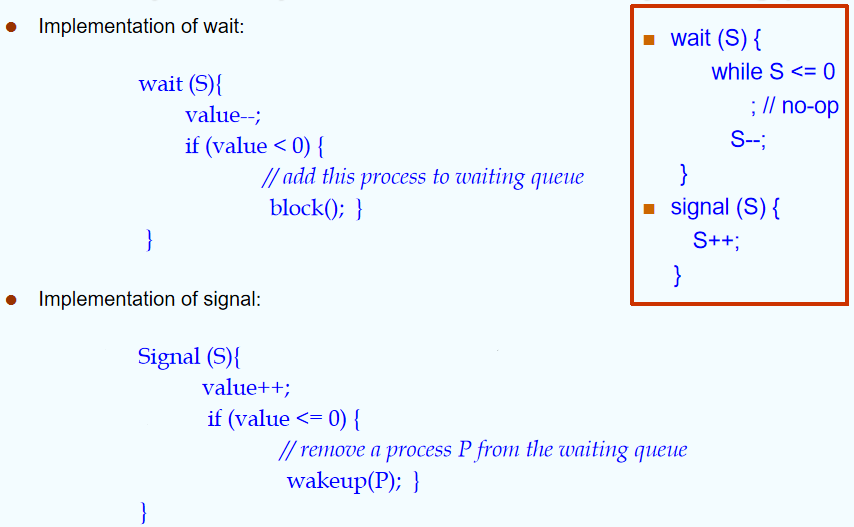 Implementation of wait:
wait (S){
value--;
if (value < 0) {
// add this process to waiting queue
block(); }
}
Implementation of signal:
Signal (S){
value++;
if (value <= 0) {
// remove a process P from the waiting queue
wakeup(P); }
}
wait (S) {
while S <= 0
; // no-op
S--;
}
signal (S) {
S++;
}